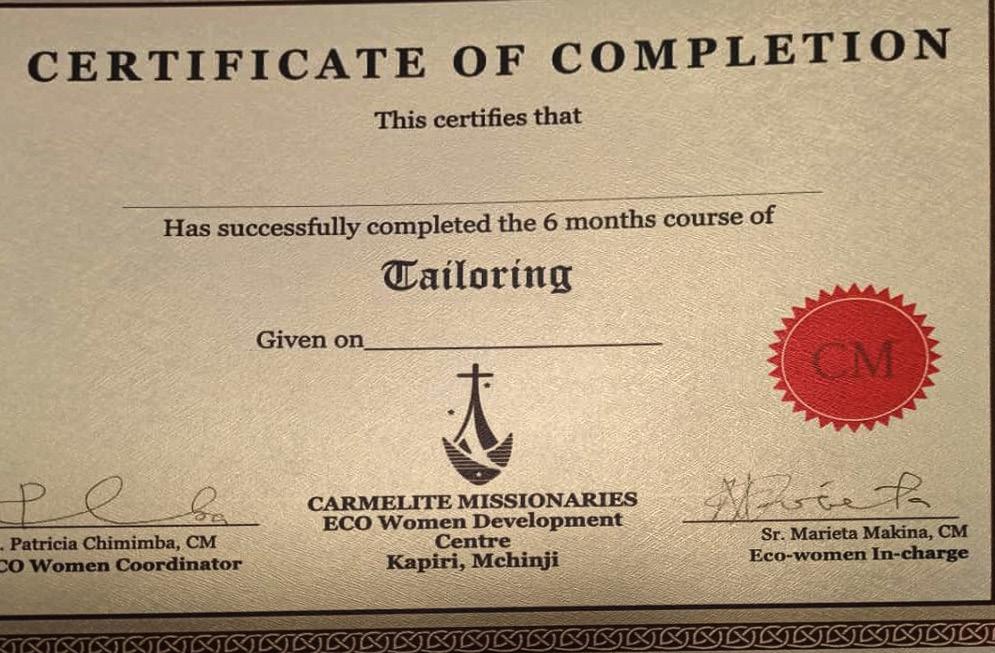 CERTIFICATE OF COMPLETION
This certifies that
Has successfully completed the 6 months course of
Tailoring
Given on
CM
CARMELITE MISSIONARIES
ECO Women Development
Centre
Kapiri, Mchinji
. Patricia Chimimba, CM
CO Women Coordinator
Sr. Marieta Makina, CM
Eco-women In-charge